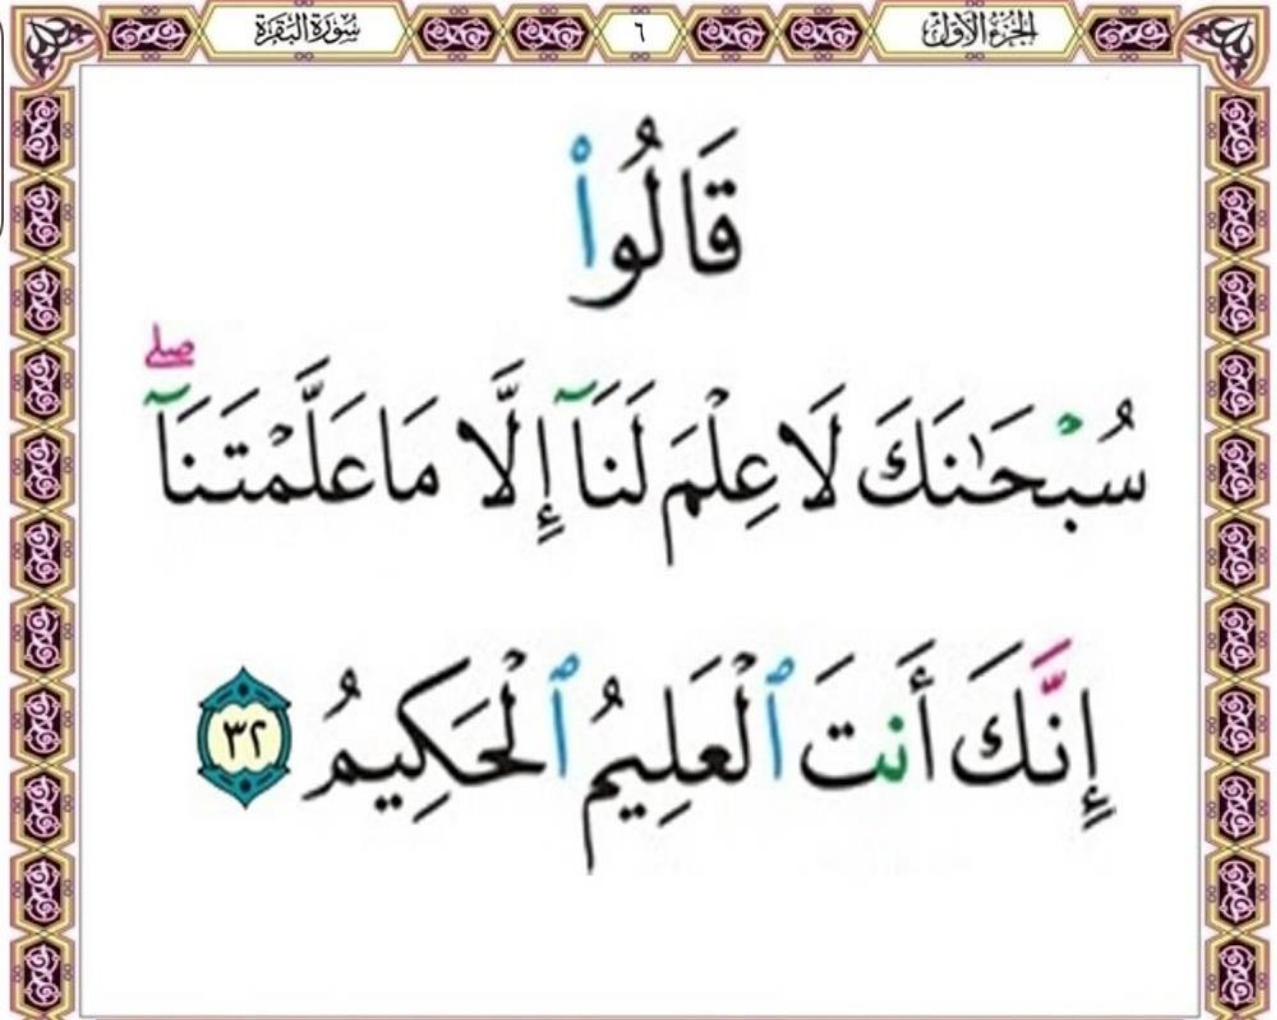 الجزء الأول ٦ سورة البقرة
قَالُوا۟
سُبْحَـٰنَكَ لَا عِلْمَ لَنَآ إِلَّا مَا عَلَّمْتَنَآ ۖ
إِنَّكَ أَنتَ ٱلْعَلِيمُ ٱلْحَكِيمُ ٣٢